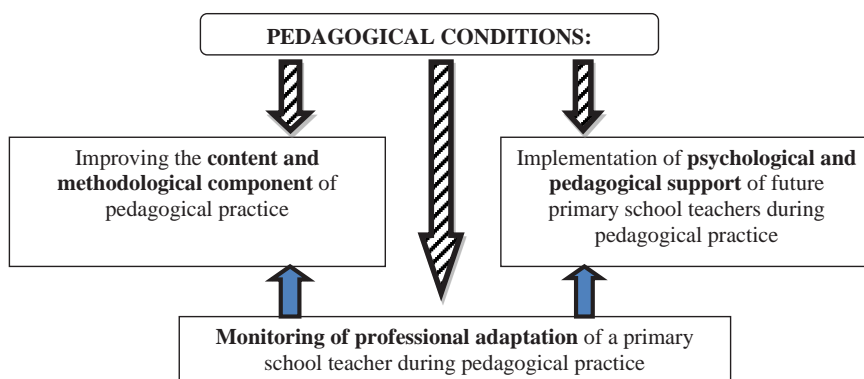 PEDAGOGICAL CONDITIONS:
Improving the content and
methodological component of
pedagogical practice
Implementation of psychological and
pedagogical support of future
primary school teachers during
pedagogical practice
Monitoring of professional adaptation of a primary
school teacher during pedagogical practice